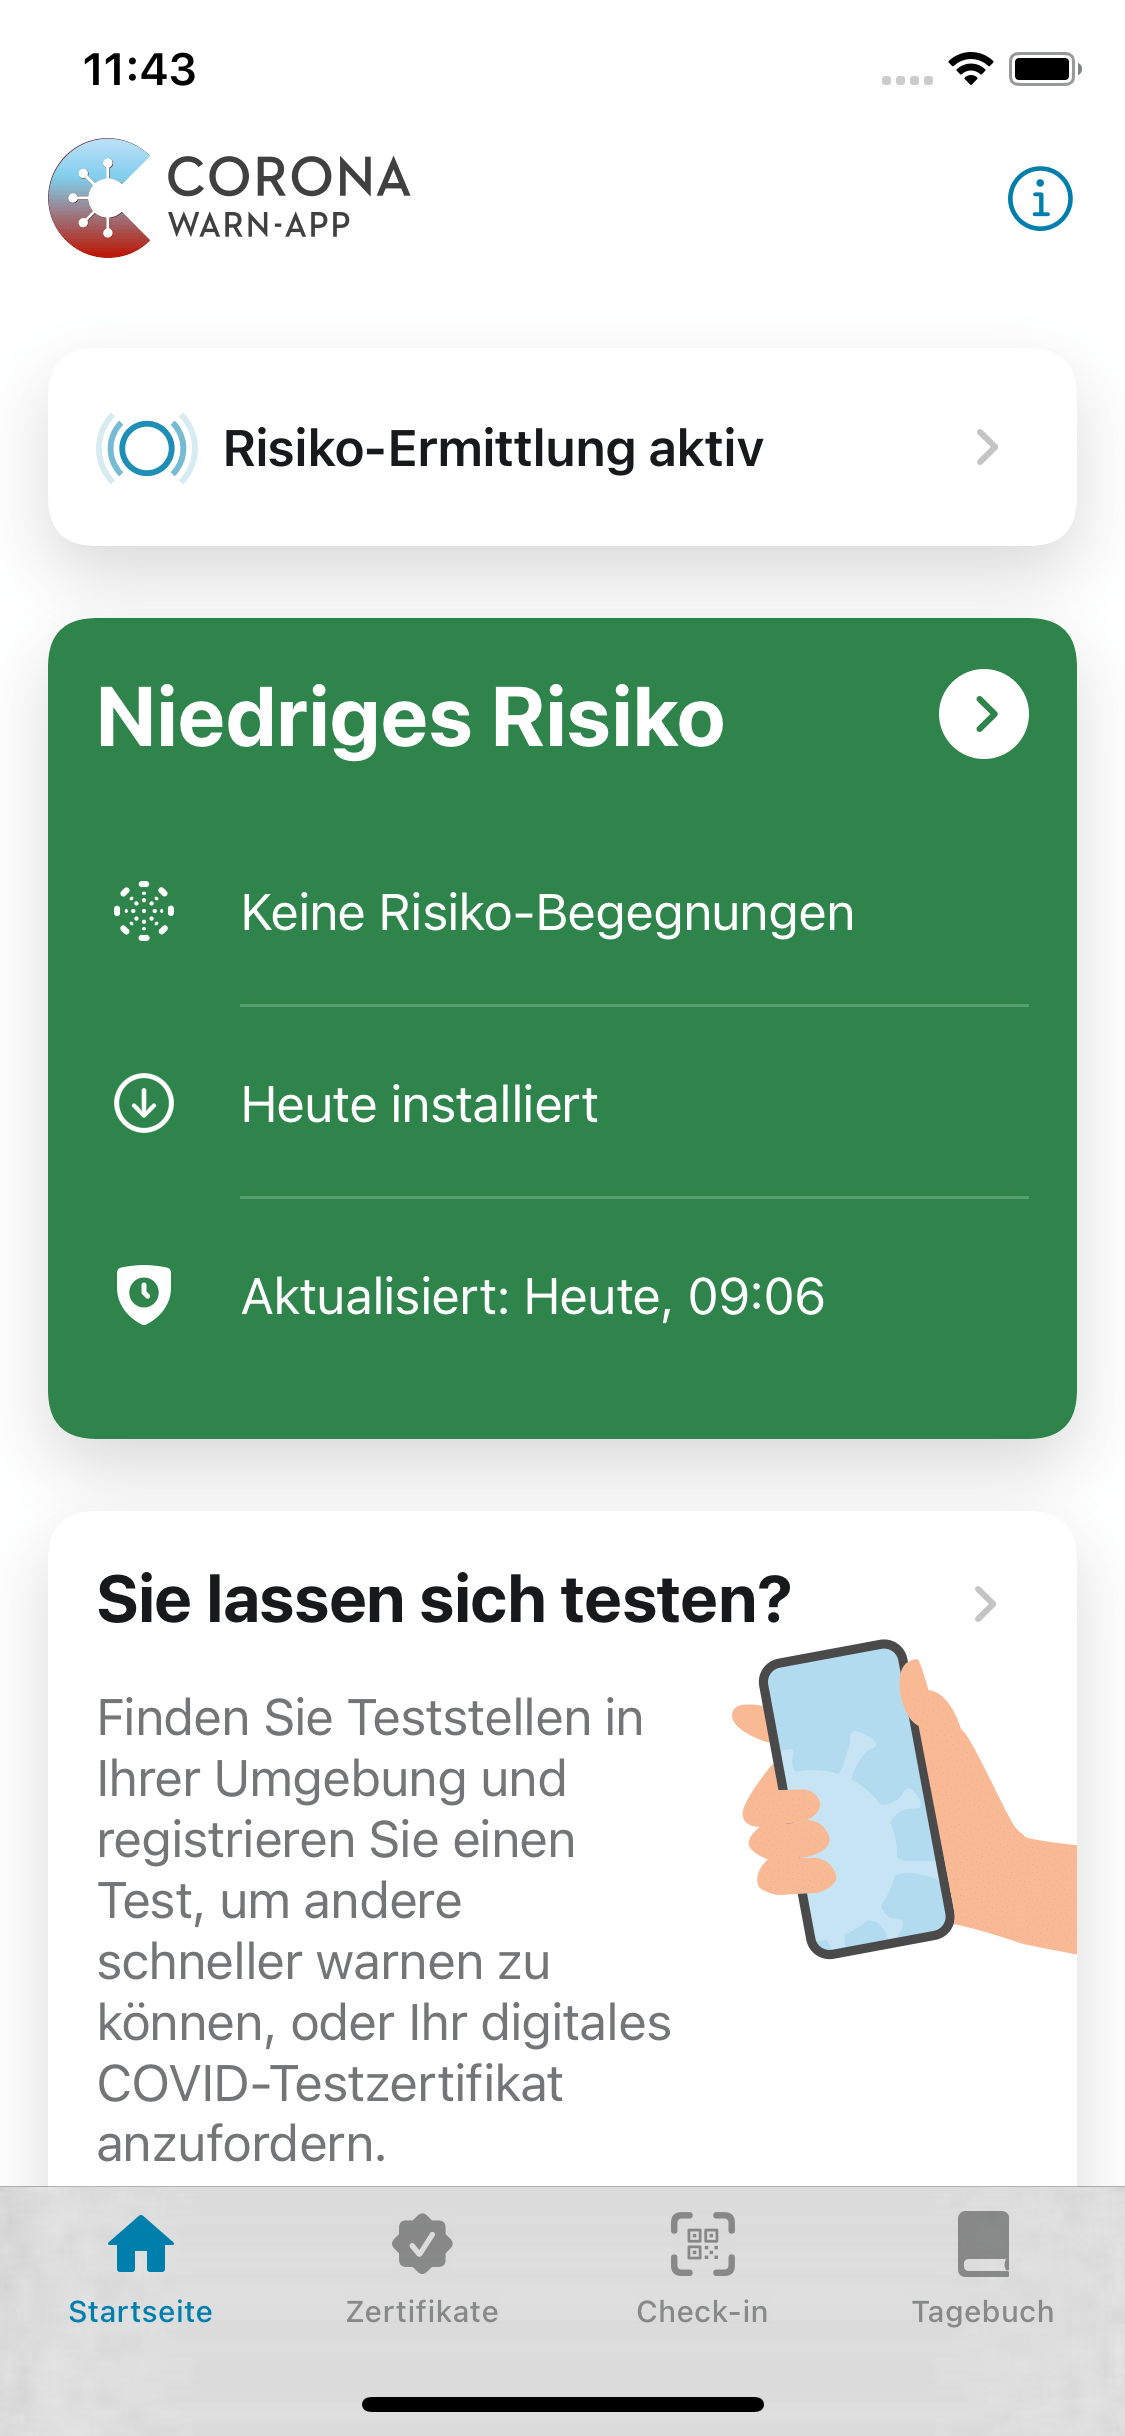 11:43
CORONA
WARN-APP
Risiko-Ermittlung aktiv
Niedriges Risiko
Keine Risiko-Begegnungen
Heute installiert
Aktualisiert: Heute, 09:06
Sie lassen sich testen?
Finden Sie Teststellen in
Ihrer Umgebung und
registrieren Sie einen
Test, um andere
schneller warnen zu
können, oder Ihr digitales
COVID-Testzertifikat
anzufordern.
Startseite
Zertifikate
Check-in
Tagebuch